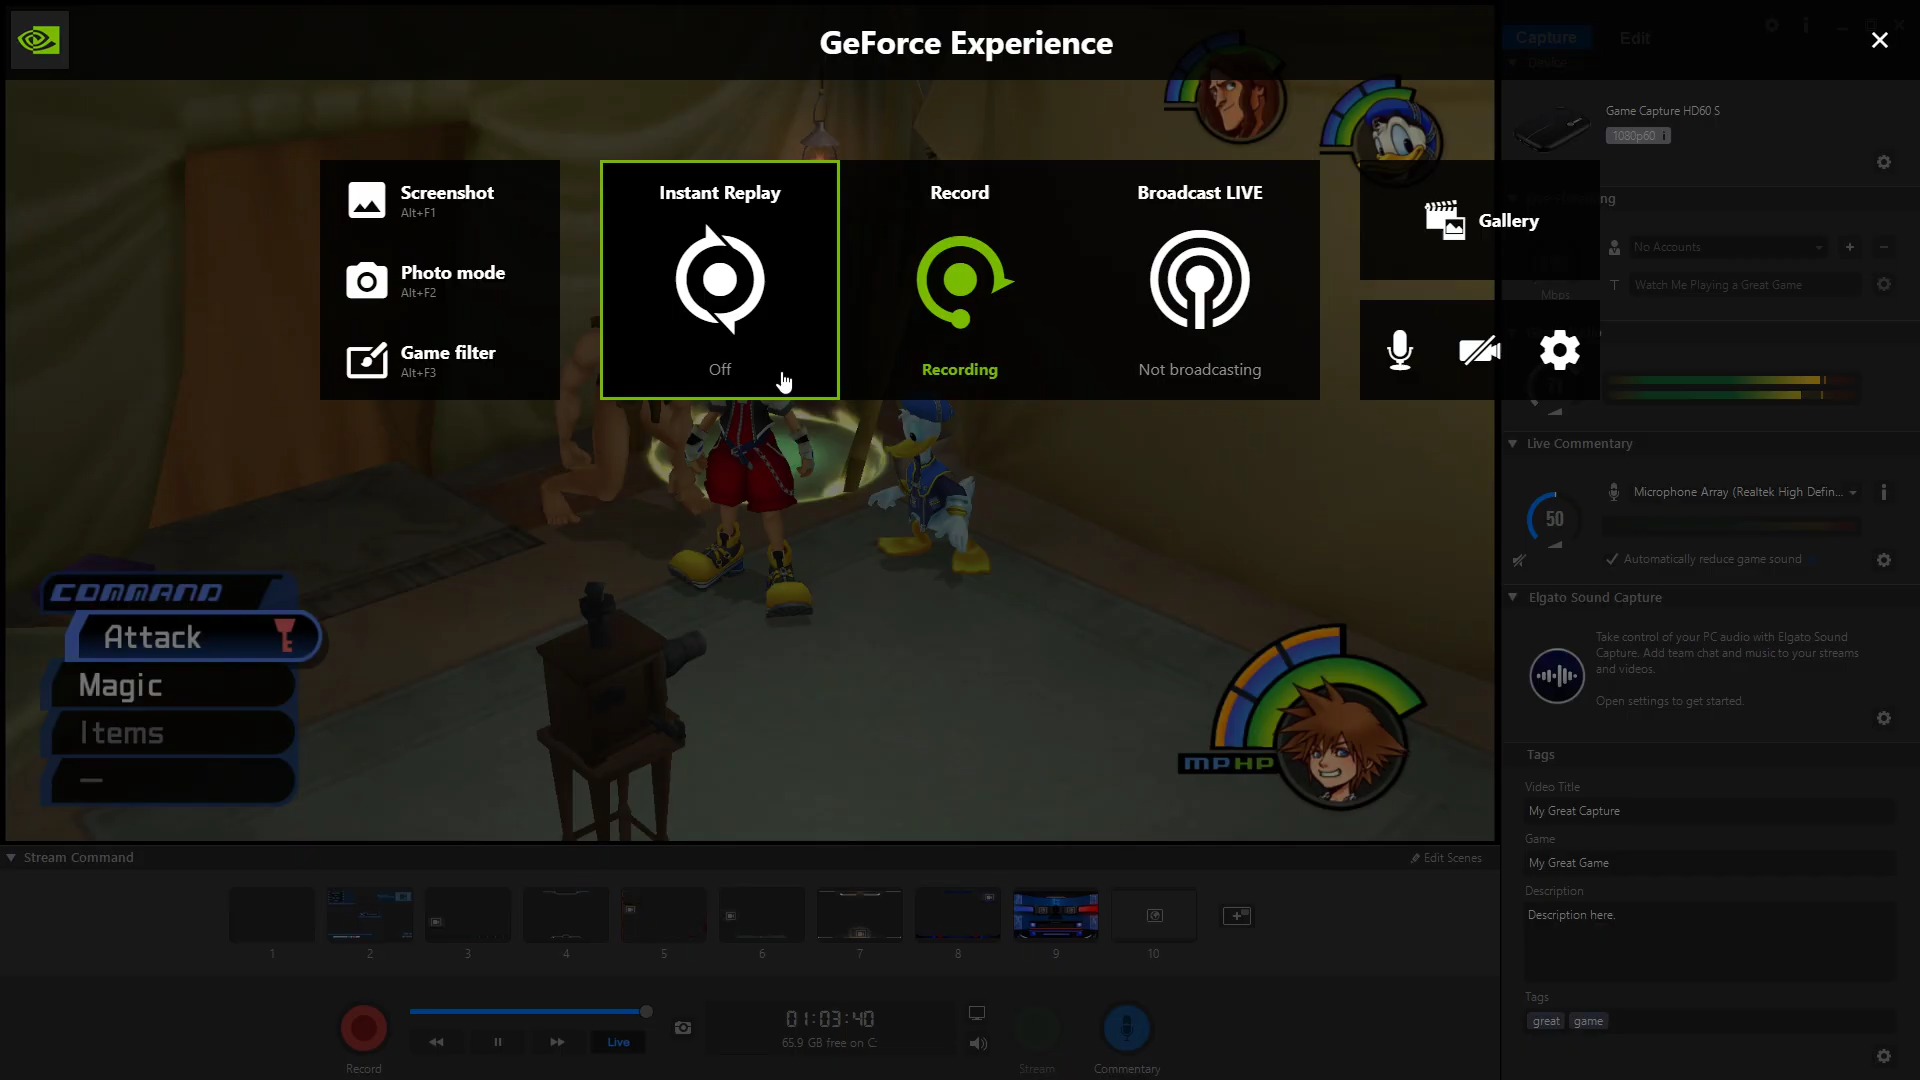 GeForce Experience
Capture
Edit
Device
Game Capture HD60 S
1080p60
Screenshot
Alt+F1
Photo mode
Alt+F2
Game filter
Alt+F3
Instant Replay
Off
Record
Recording
Broadcast LIVE
Not broadcasting
Gallery
No Accounts
Mbps
T
Watch Me Playing a Great Game
Live Commentary
Microphone Array (Realtek High Defin...
50
Automatically reduce game sound
Elgato Sound Capture
Take control of your PC audio with Elgato Sound
Capture. Add team chat and music to your streams
and videos.
Open settings to get started.
COMMAND
Attack
Magic
Items
MP HP
Tags
Video Title
My Great Capture
Game
My Great Game
Description
Description here.
Tags
great game
Stream Command
Edit Scenes
1 2 3 4 5 6 7 8 9 10
01:03:40
65.9 GB free on C:
Live
Record
Stream
Commentary